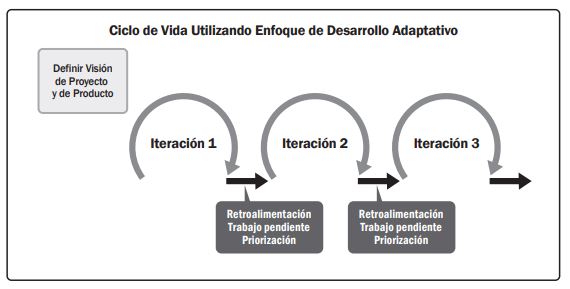 Ciclo de Vida Utilizando Enfoque de Desarrollo Adaptativo
Definir Visión
de Proyecto
y de Producto
Iteración 1
Iteración 2
Iteración 3
Retroalimentación
Trabajo pendiente
Priorización
Retroalimentación
Trabajo pendiente
Priorización